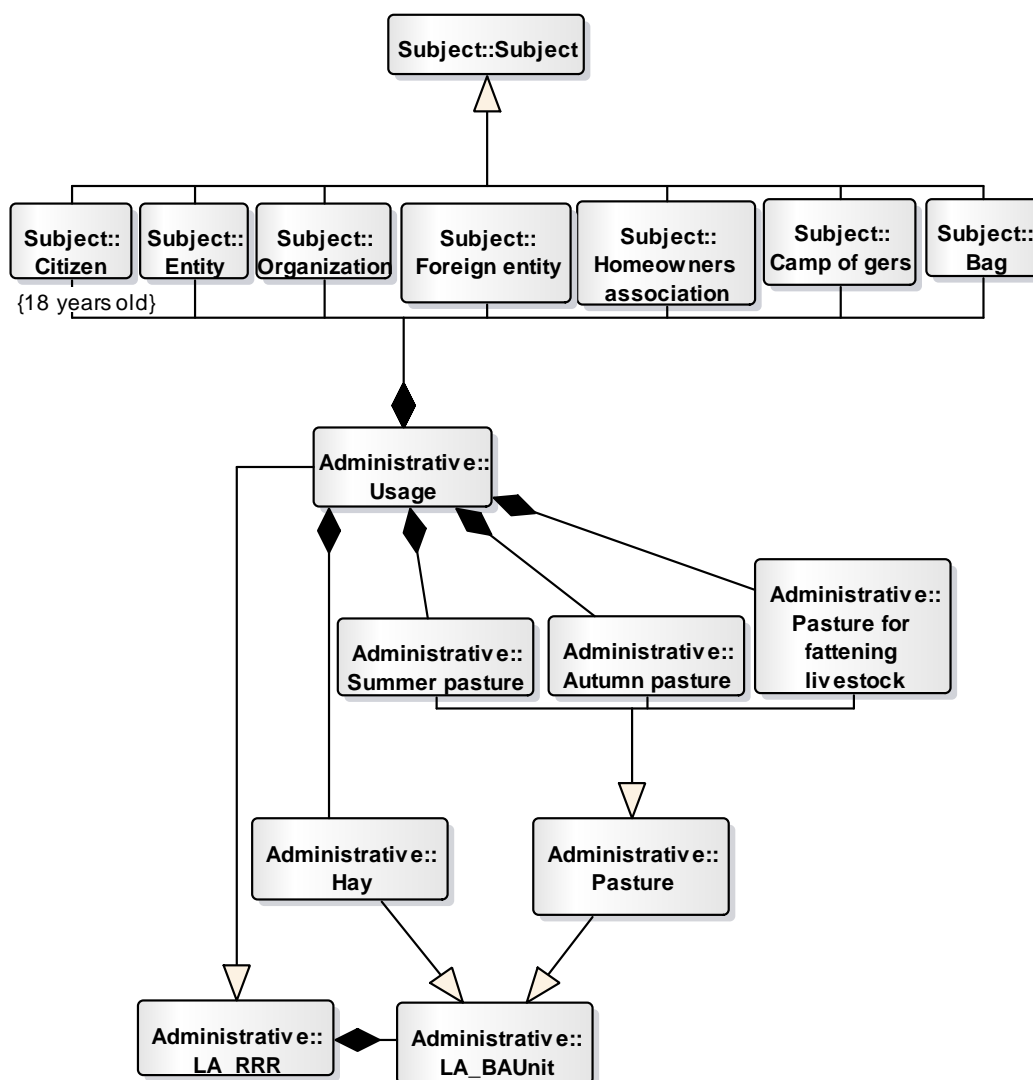 Subject::Subject
Subject::
Citizen
Subject::
Entity
Subject::
Organization
Subject::
Foreign entity
Subject::
Homeowners
association
Subject::
Camp of gers
Subject::
Bag
{18 years old}
Administrative::
Usage
Administrative::
Summer pasture
Administrative::
Autumn pasture
Administrative::
Pasture for
fattening
livestock
Administrative::
Hay
Administrative::
Pasture
Administrative::
LA_RRR
Administrative::
LA_BAUnit